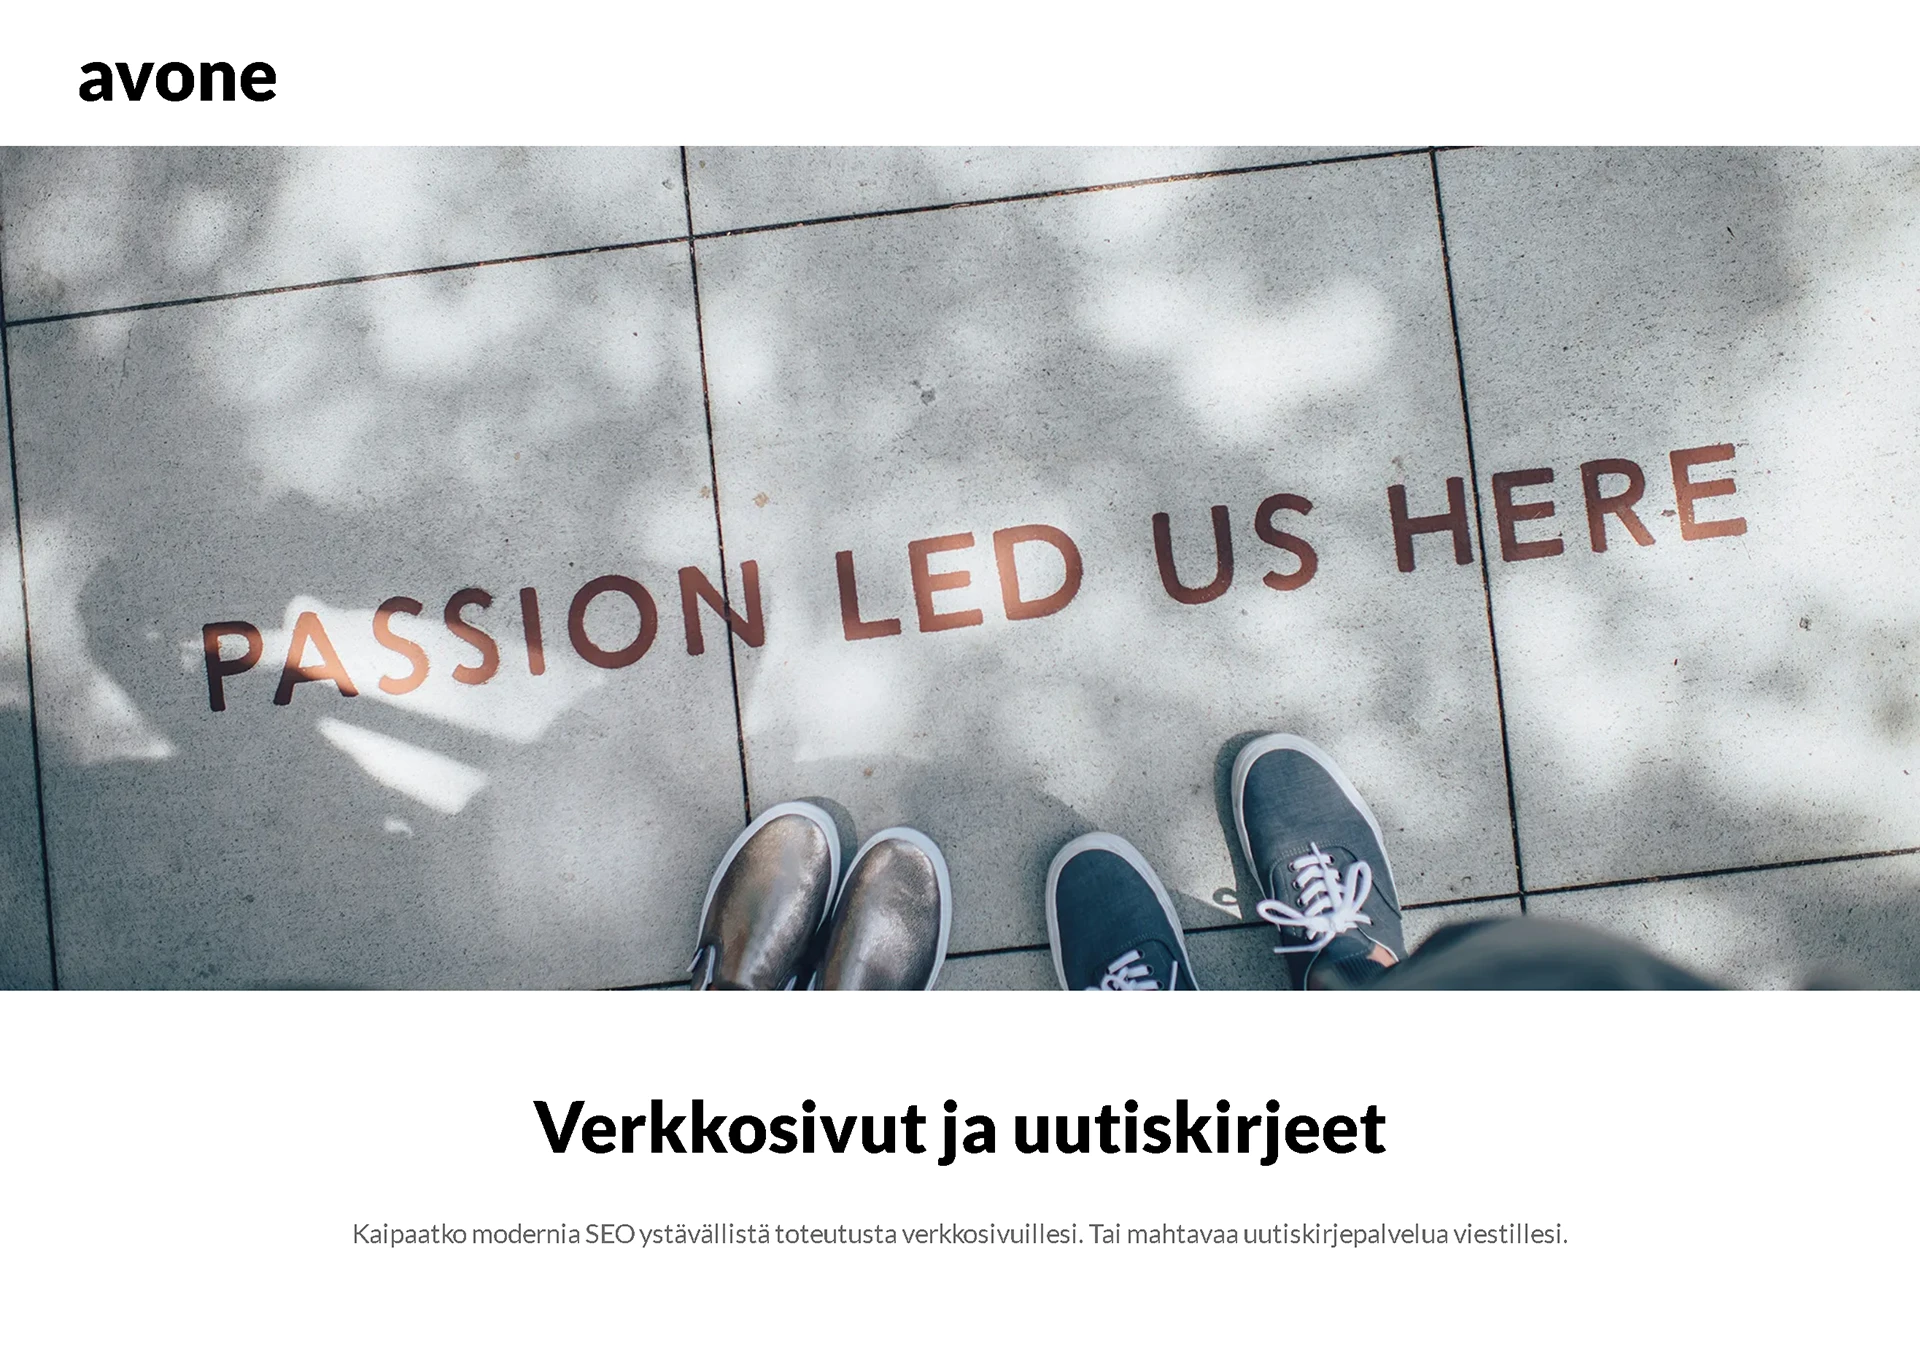 avone
PASSION LED US HERE
Verkkosivut ja uutiskirjeet
Kaipaatko modernia SEO ystävällistä toteutusta verkkosivuillesi. Tai mahtavaa uutiskirjepalvelua viestillesi.